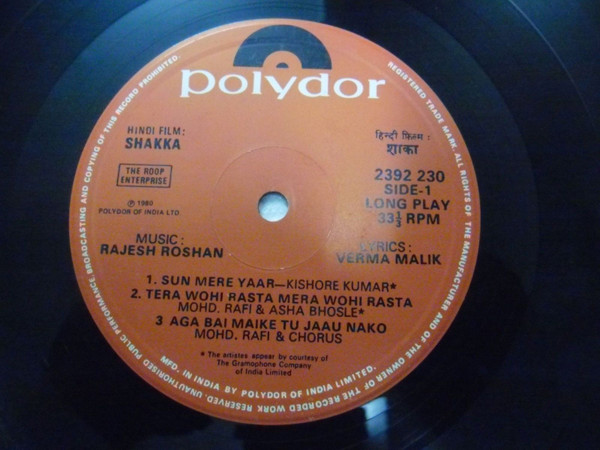 polydor
HINDI FILM:
SHAKKA
THE ROOP
ENTERPRISE
℗ 1980
POLYDOR OF INDIA LTD.
हिन्दी फ़िल्म :
शाका
2392 230
SIDE-1
LONG PLAY
33⅓ RPM
MUSIC:
RAJESH ROSHAN
LYRICS:
VERMA MALIK
1. SUN MERE YAAR—KISHORE KUMAR*
2. TERA WOHI RASTA MERA WOHI RASTA
MOHD. RAFI & ASHA BHOSLE*
3 AGA BAI MAIKE TU JAAU NAKO
MOHD. RAFI & CHORUS
* The artistes appear by courtesy of
The Gramophone Company
of India Limited
MFD. IN INDIA BY POLYDOR OF INDIA LIMITED.
REGISTERED TRADE MARK. ALL RIGHTS OF THE MANUFACTURER AND OF THE OWNER OF THE RECORDED WORK RESERVED. UNAUTHORISED PUBLIC PERFORMANCE, BROADCASTING AND COPYING OF THIS RECORD PROHIBITED.